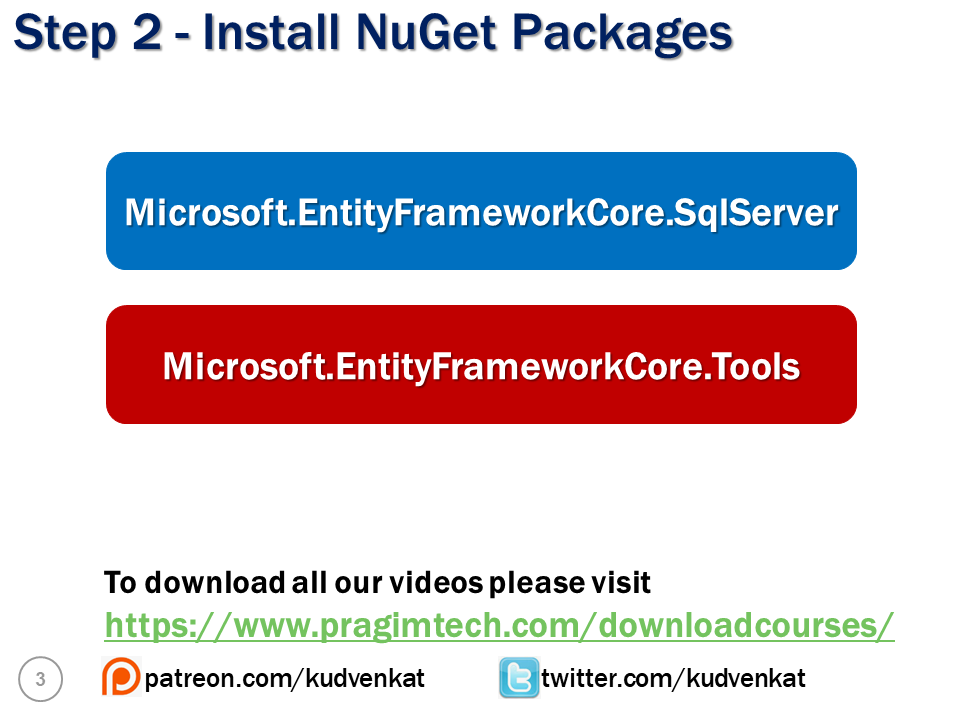 Step 2 - Install NuGet Packages
Microsoft.EntityFrameworkCore.SqlServer
Microsoft.EntityFrameworkCore.Tools
To download all our videos please visit
https://www.pragimtech.com/downloadcourses/
3 patreon.com/kudvenkat twitter.com/kudvenkat